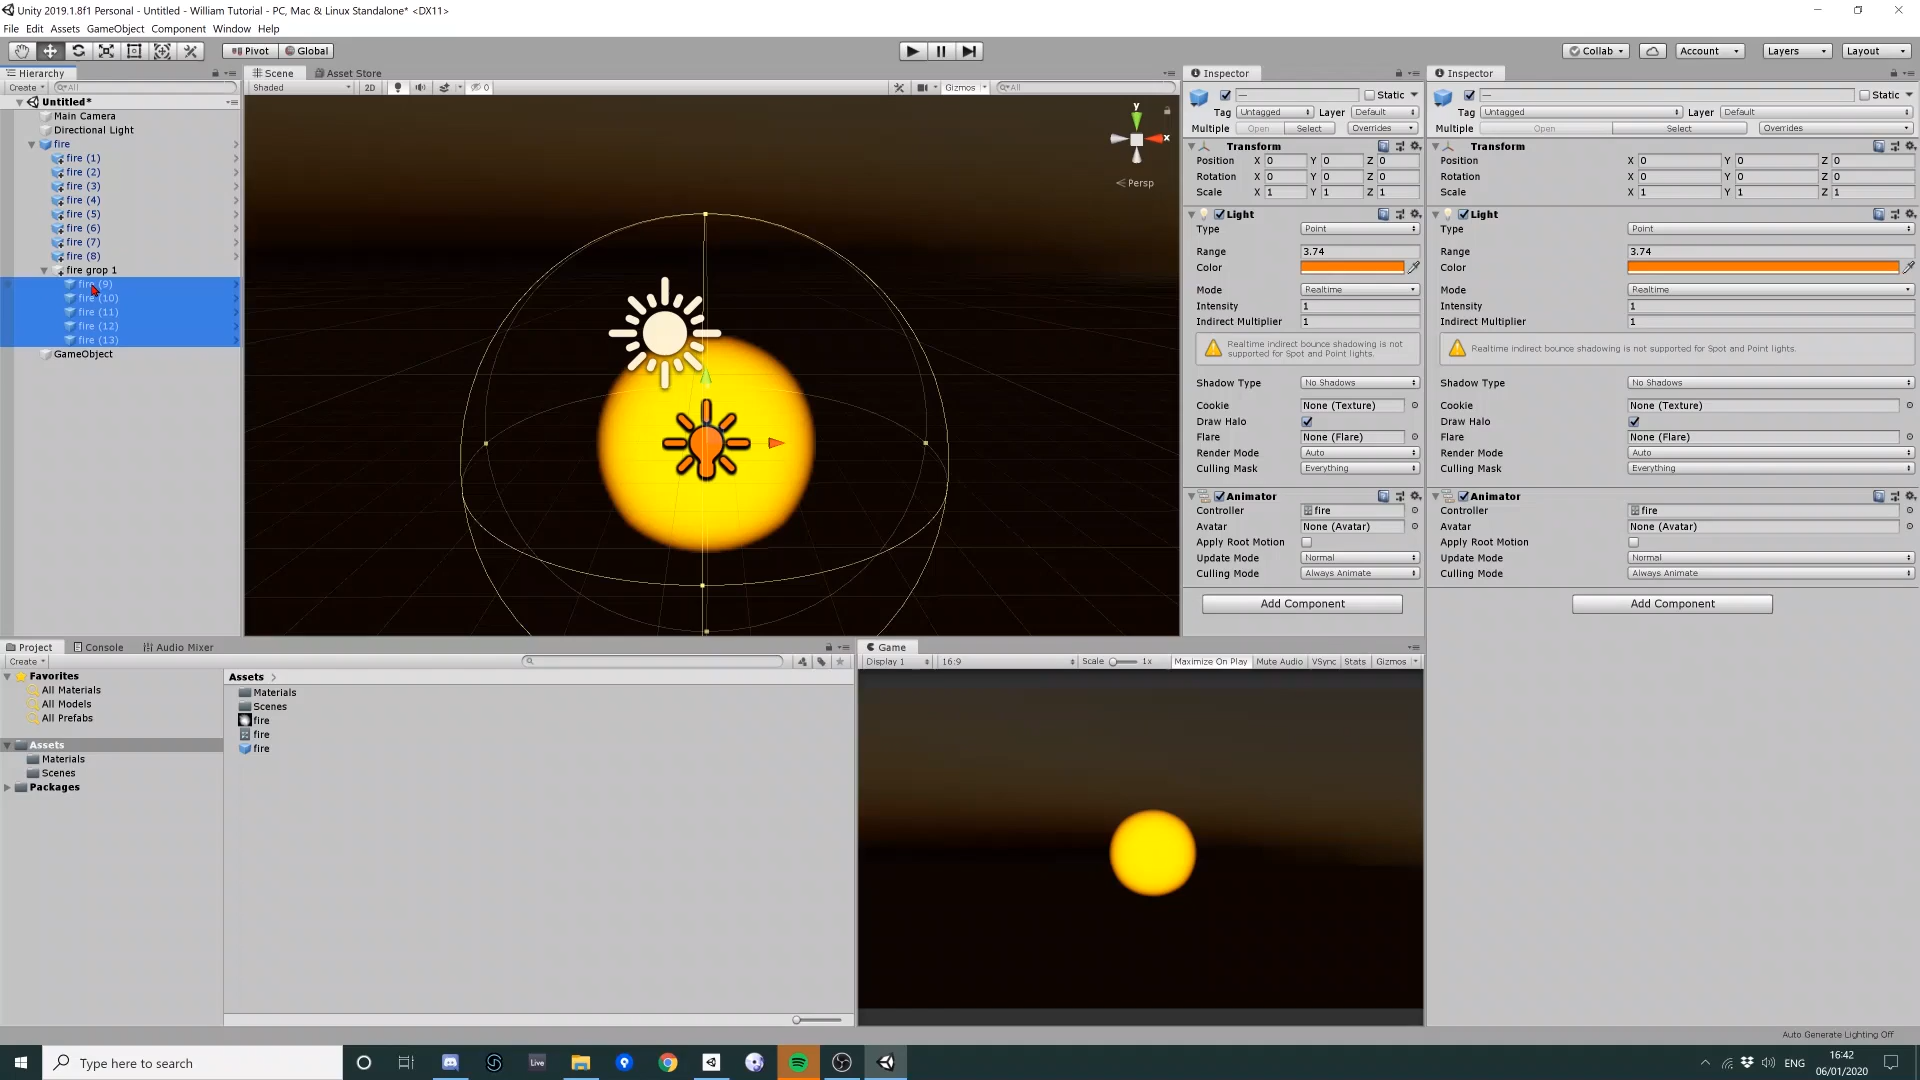 Unity 2019.1.8f1 Personal - Untitled - William Tutorial - PC, Mac & Linux Standalone* <DX11>
File Edit Assets GameObject Component Window Help
Pivot Global Collab Account Layers Layout
Hierarchy Scene Asset Store Inspector Inspector
Create All Shaded 2D 0 Gizmos All
Untitled*
Main Camera
Directional Light
fire
fire (1)
fire (2)
fire (3)
fire (4)
fire (5)
fire (6)
fire (7)
fire (8)
fire grop 1
fire (9)
fire (10)
fire (11)
fire (12)
fire (13)
GameObject
y
x
Persp
— Static
Tag Untagged Layer Default
Multiple Open Select Overrides
Transform
Position X 0 Y 0 Z 0
Rotation X 0 Y 0 Z 0
Scale X 1 Y 1 Z 1
Light
Type Point
Range 3.74
Color
Mode Realtime
Intensity 1
Indirect Multiplier 1
Realtime indirect bounce shadowing is not
supported for Spot and Point lights.
Shadow Type No Shadows
Cookie None (Texture)
Draw Halo
Flare None (Flare)
Render Mode Auto
Culling Mask Everything
Animator
Controller fire
Avatar None (Avatar)
Apply Root Motion
Update Mode Normal
Culling Mode Always Animate
Add Component
— Static
Tag Untagged Layer Default
Multiple Open Select Overrides
Transform
Position X 0 Y 0 Z 0
Rotation X 0 Y 0 Z 0
Scale X 1 Y 1 Z 1
Light
Type Point
Range 3.74
Color
Mode Realtime
Intensity 1
Indirect Multiplier 1
Realtime indirect bounce shadowing is not supported for Spot and Point lights.
Shadow Type No Shadows
Cookie None (Texture)
Draw Halo
Flare None (Flare)
Render Mode Auto
Culling Mask Everything
Animator
Controller fire
Avatar None (Avatar)
Apply Root Motion
Update Mode Normal
Culling Mode Always Animate
Add Component
Project Console Audio Mixer
Create
Favorites
All Materials
All Models
All Prefabs
Assets
Materials
Scenes
Packages
Assets
Materials
Scenes
fire
fire
fire
Game
Display 1 16:9 Scale 1x Maximize On Play Mute Audio VSync Stats Gizmos
Auto Generate Lighting Off
Type here to search
Live
ENG
16:42
06/01/2020